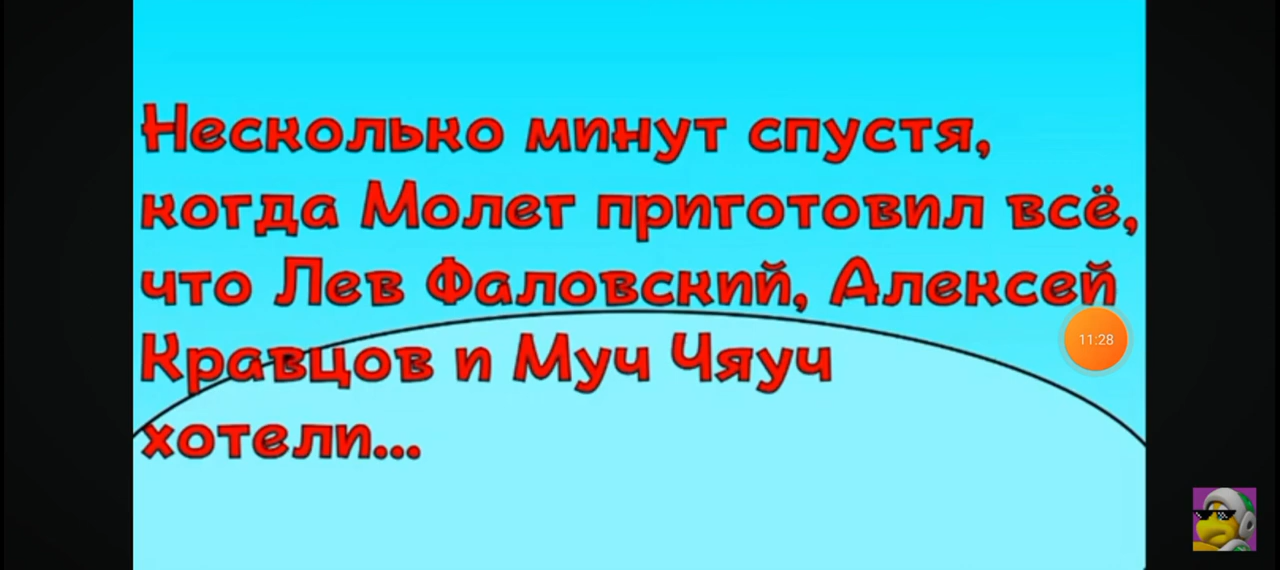 Несколько минут спустя,
когда Молег приготовил всё,
что Лев Фаловский, Алексей
Кравцов и Муч Чяуч
хотели...
11:28